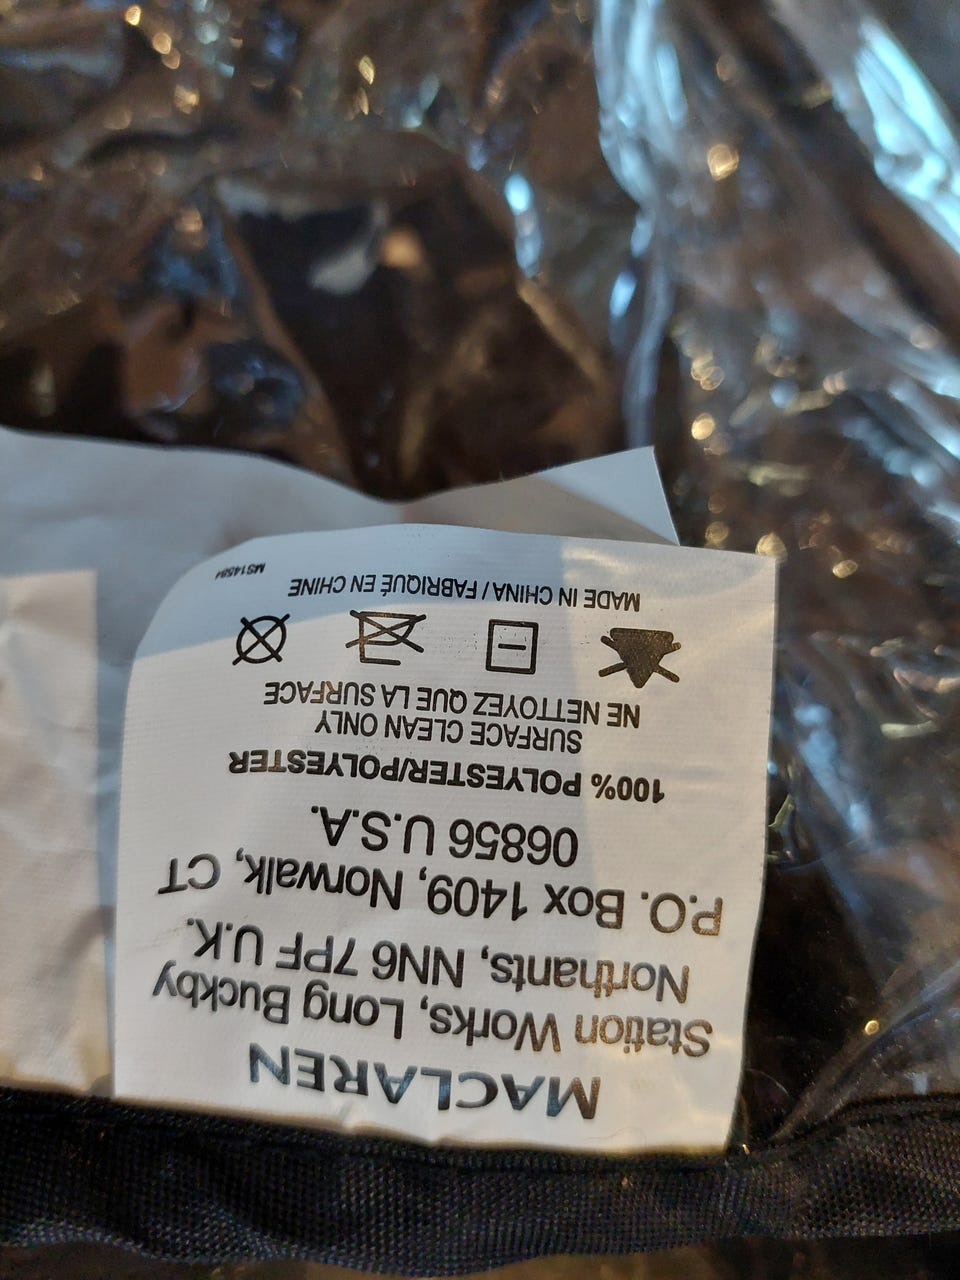 MACLAREN
Station Works, Long Buckby
Northants, NN6 7PF U.K.
P.O. Box 1409, Norwalk, CT
06856 U.S.A.
100% POLYESTER/POLYESTER
SURFACE CLEAN ONLY
NE NETTOYEZ QUE LA SURFACE
MADE IN CHINA / FABRIQUÉ EN CHINE
MS14584